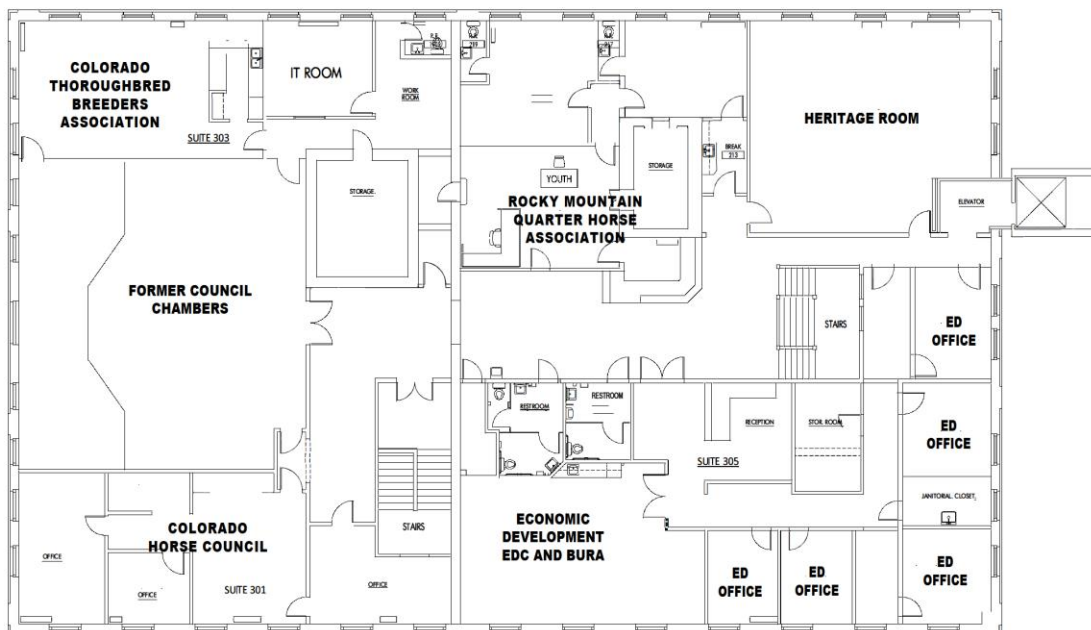 COLORADO
THOROUGHBRED
BREEDERS
ASSOCIATION
SUITE 303
IT ROOM
WORK
ROOM
STORAGE
FORMER COUNCIL
CHAMBERS
YOUTH
ROCKY MOUNTAIN
QUARTER HORSE
ASSOCIATION
STORAGE
BREAK
313
HERITAGE ROOM
ELEVATOR
STAIRS
ED
OFFICE
RESTROOM
RESTROOM
RECEPTION
STOR. ROOM
SUITE 305
ED
OFFICE
JANITORIAL CLOSET
ED
OFFICE
ECONOMIC
DEVELOPMENT
EDC AND BURA
ED
OFFICE
ED
OFFICE
STAIRS
OFFICE
COLORADO
HORSE COUNCIL
SUITE 301
OFFICE
OFFICE